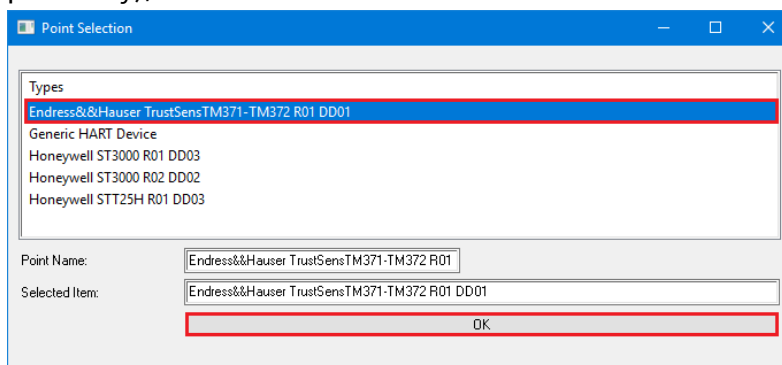 Point Selection
Types
Endress&&Hauser TrustSensTM371-TM372 R01 DD01
Generic HART Device
Honeywell ST3000 R01 DD03
Honeywell ST3000 R02 DD02
Honeywell STT25H R01 DD03
Point Name: Endress&&Hauser TrustSensTM371-TM372 R01
Selected Item: Endress&&Hauser TrustSensTM371-TM372 R01 DD01
OK